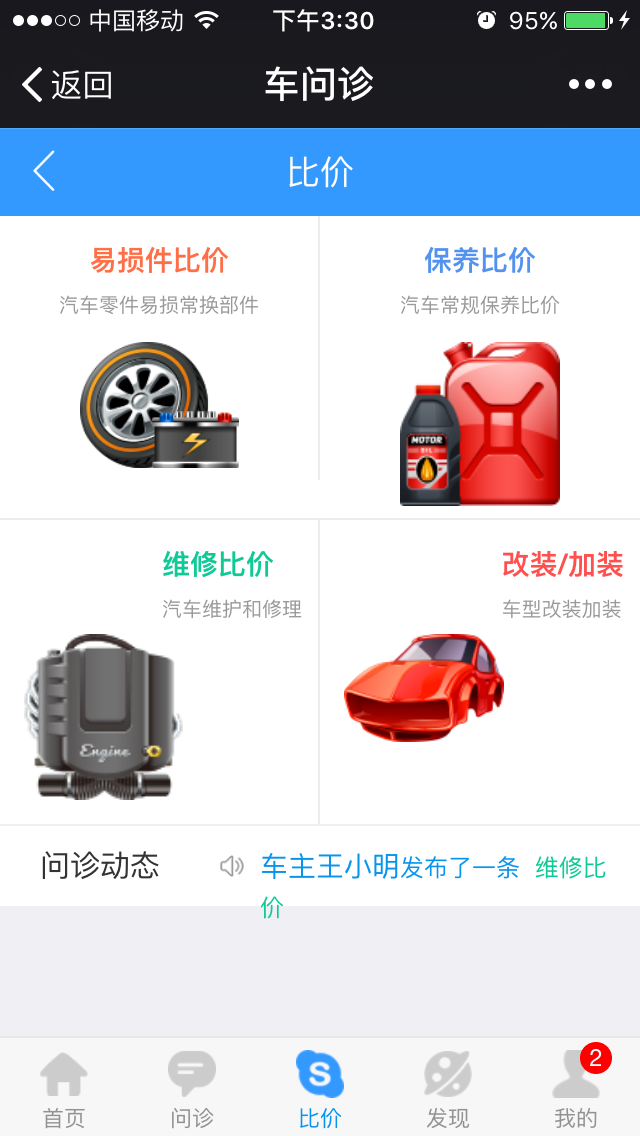 中国移动 下午3:30 95%
返回 车问诊
比价
易损件比价 保养比价
汽车零件易损常换部件 汽车常规保养比价
MOTOR
OIL
维修比价 改装/加装
汽车维护和修理 车型改装加装
Engine
问诊动态 车主王小明发布了一条 维修比
价
2
首页 问诊 比价 发现 我的